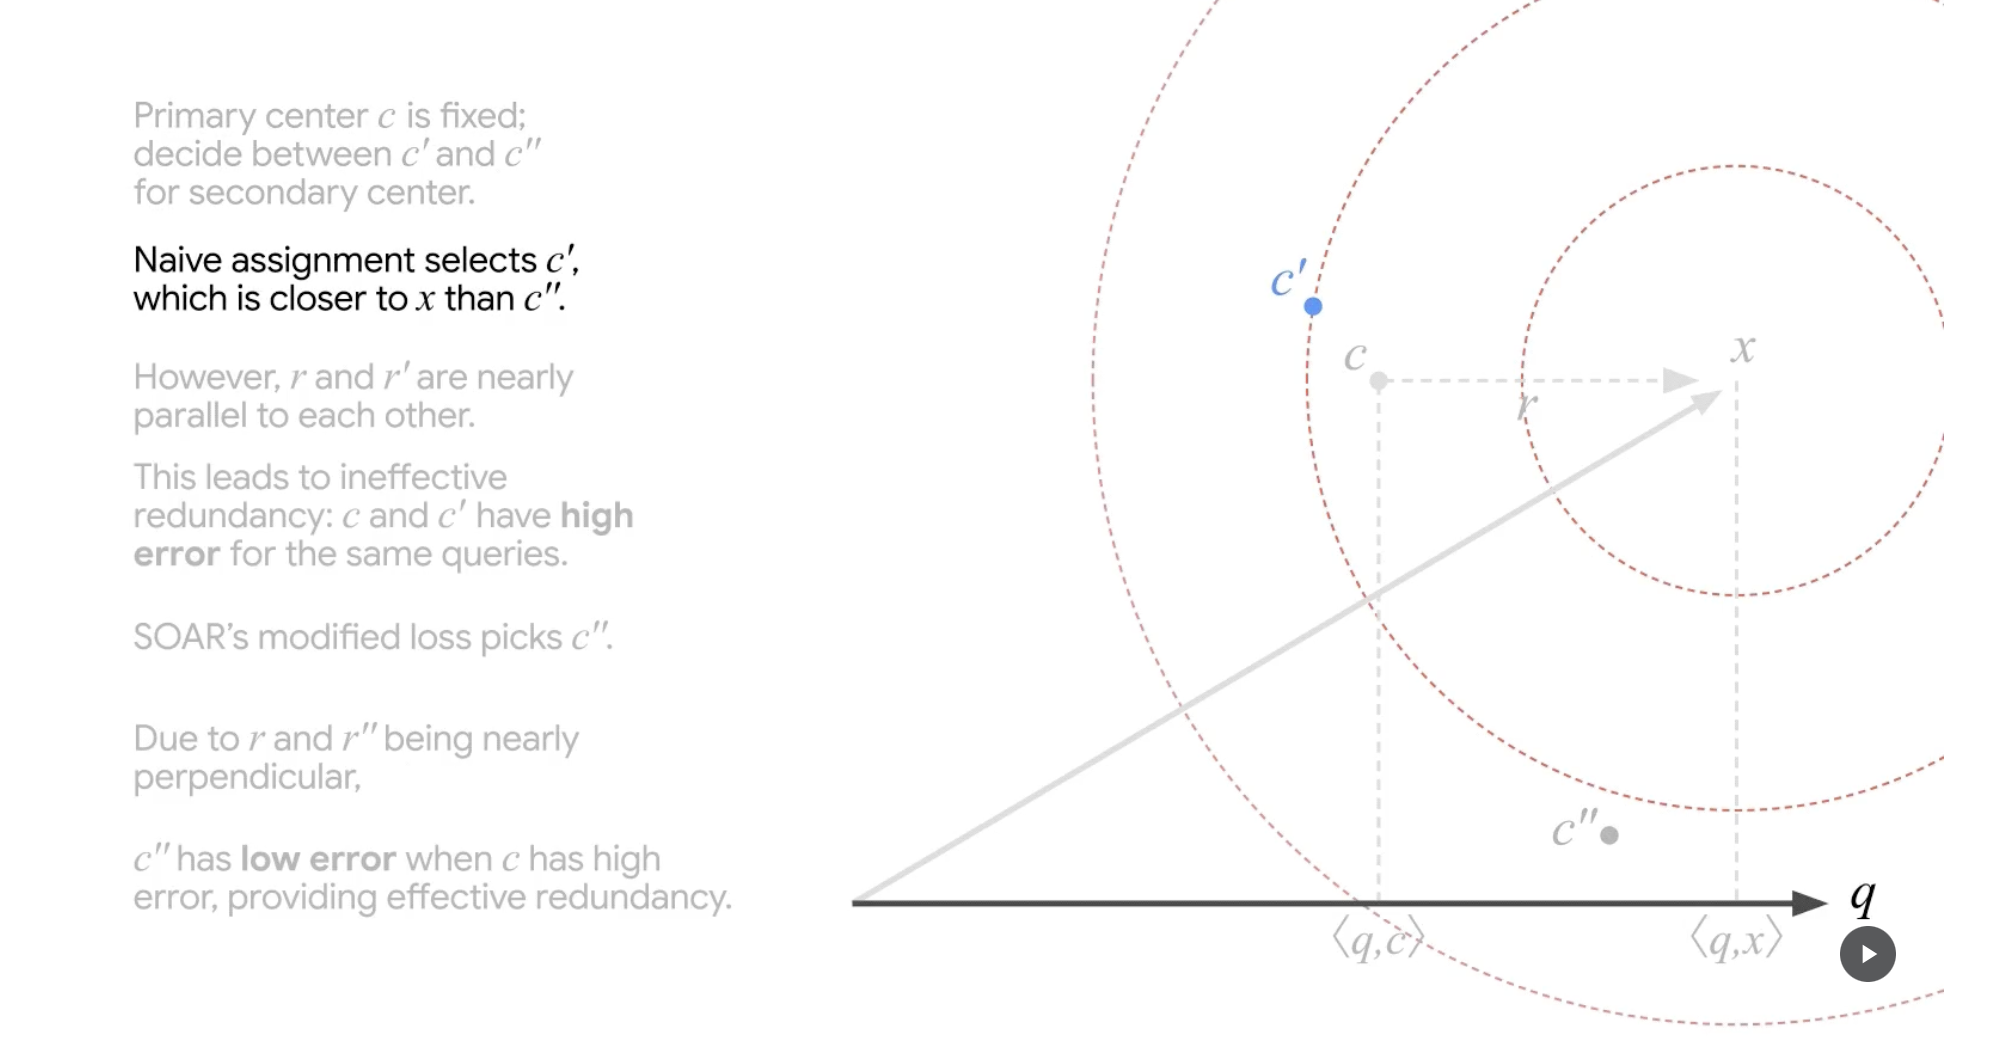 Primary center c is fixed;
decide between c′ and c″
for secondary center.
Naive assignment selects c′,
which is closer to x than c″.
However, r and r′ are nearly
parallel to each other.
This leads to ineffective
redundancy: c and c′ have high
error for the same queries.
SOAR’s modified loss picks c″.
Due to r and r″ being nearly
perpendicular,
c″ has low error when c has high
error, providing effective redundancy.
c′
c
x
r
c″
q
⟨q,c⟩
⟨q,x⟩